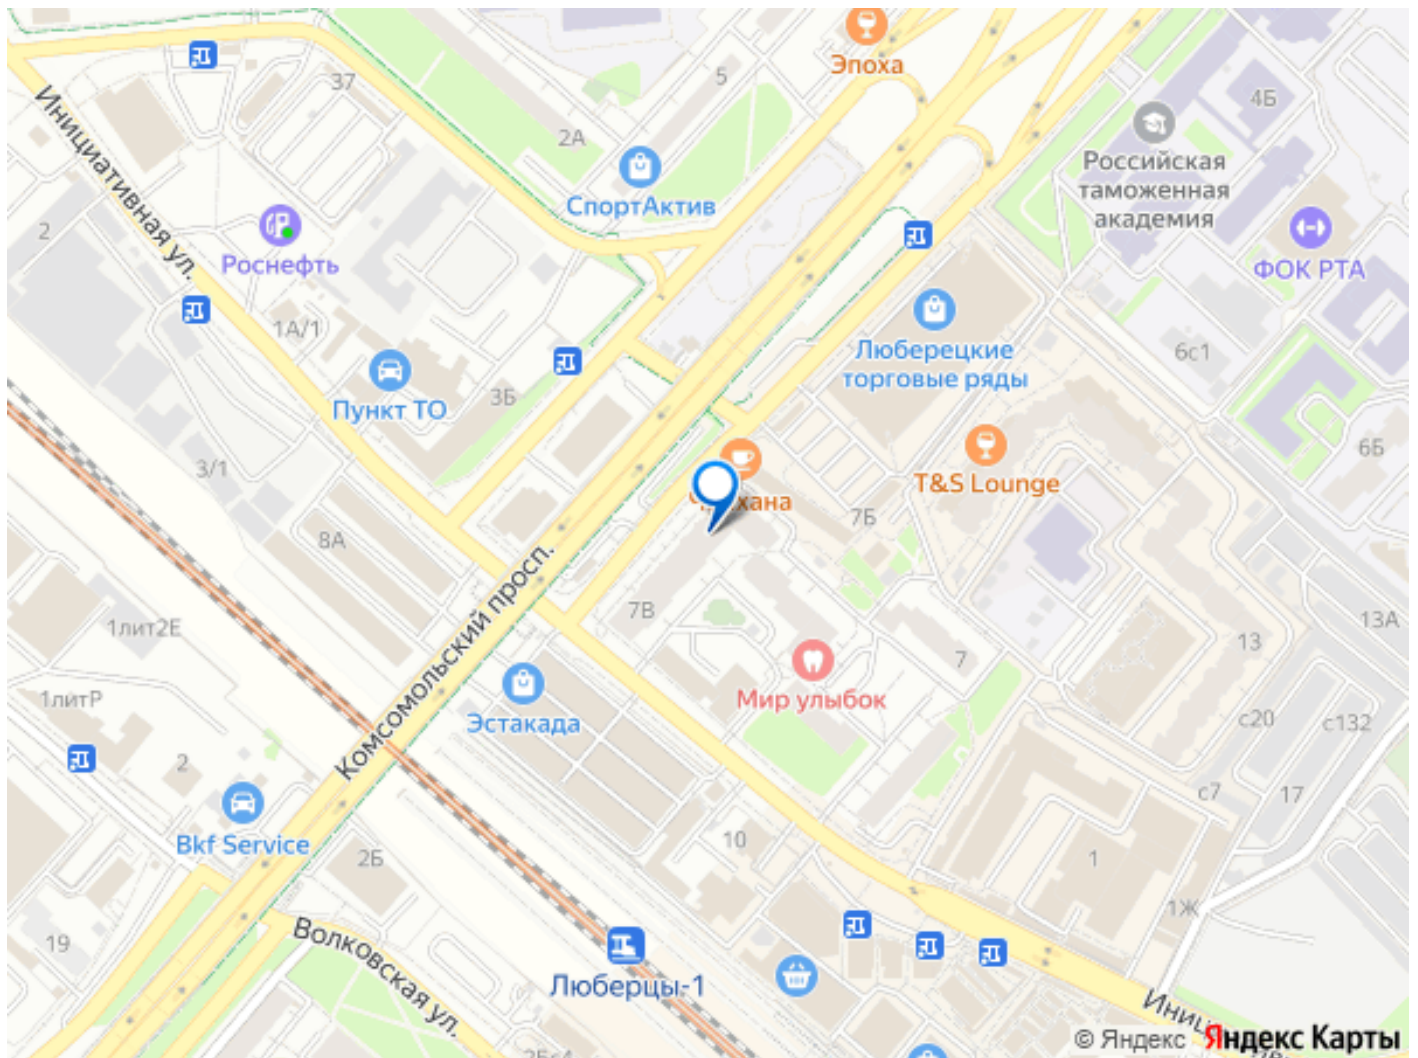 Эпоха
5
37
4Б
2А
Российская
таможенная
академия
Инициативная ул.
СпортАктив
2
Роснефть
ФОК РТА
1А/1
Люберецкие
торговые ряды
6с1
Пункт ТО
3Б
6Б
3/1
T&S Lounge
7Б
8А
Комсомольский просп.
7В
1лит2Е
13А
13
7
Мир улыбок
1литР
Эстакада
с20
с132
2
с7
17
Bkf Service
2Б
10
1
1Ж
19
Волковская ул.
Люберцы-1
© Яндекс Яндекс Карты